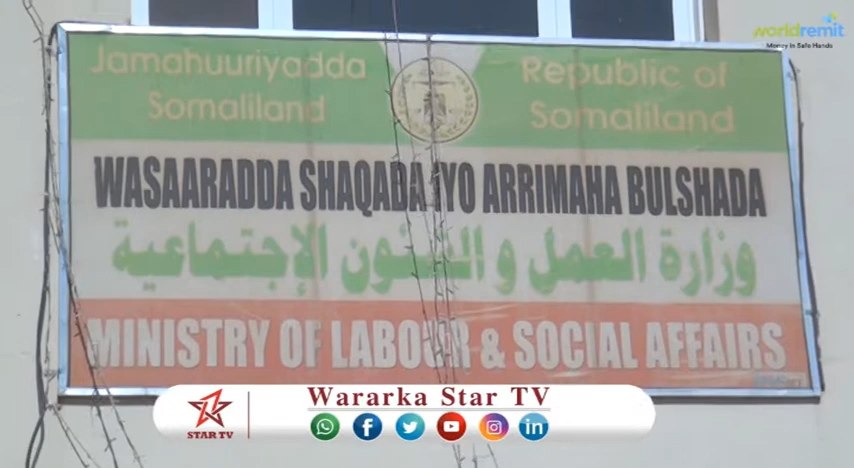 worldremit
Money In Safe Hands
Jamahuuriyadda
Somaliland
Republic of
Somaliland
WASAARADDA SHAQADA IYO ARRIMAHA BULSHADA
وزارة العمل و الشئون الإجتماعية
MINISTRY OF LABOUR & SOCIAL AFFAIRS
STAR TV
Wararka Star TV